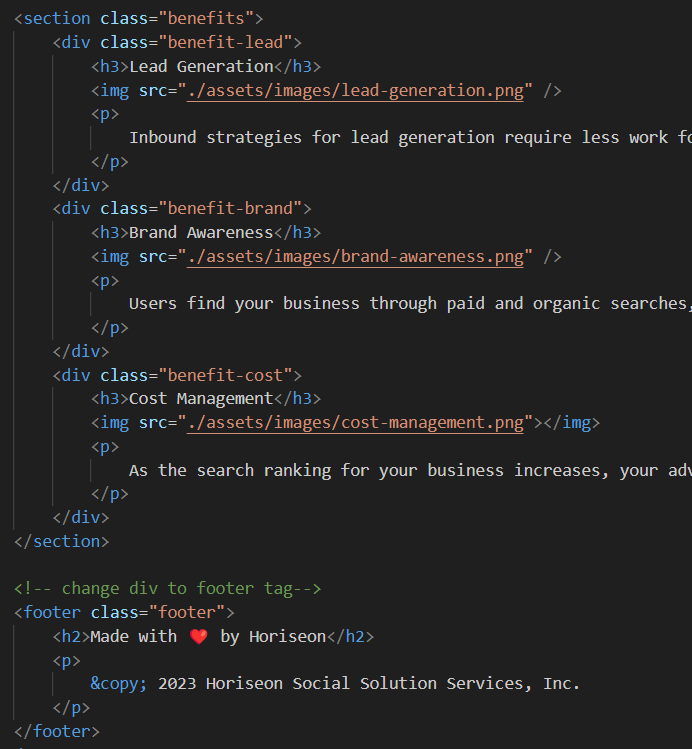 <section class="benefits">
    <div class="benefit-lead">
        <h3>Lead Generation</h3>
        <img src="./assets/images/lead-generation.png" />
        <p>
            Inbound strategies for lead generation require less work
        </p>
    </div>
    <div class="benefit-brand">
        <h3>Brand Awareness</h3>
        <img src="./assets/images/brand-awareness.png" />
        <p>
            Users find your business through paid and organic searches,
        </p>
    </div>
    <div class="benefit-cost">
        <h3>Cost Management</h3>
        <img src="./assets/images/cost-management.png"></img>
        <p>
            As the search ranking for your business increases, your
        </p>
    </div>
</section>

<!-- change div to footer tag-->
<footer class="footer">
    <h2>Made with ❤️ by Horiseon</h2>
    <p>
        &copy; 2023 Horiseon Social Solution Services, Inc.
    </p>
</footer>